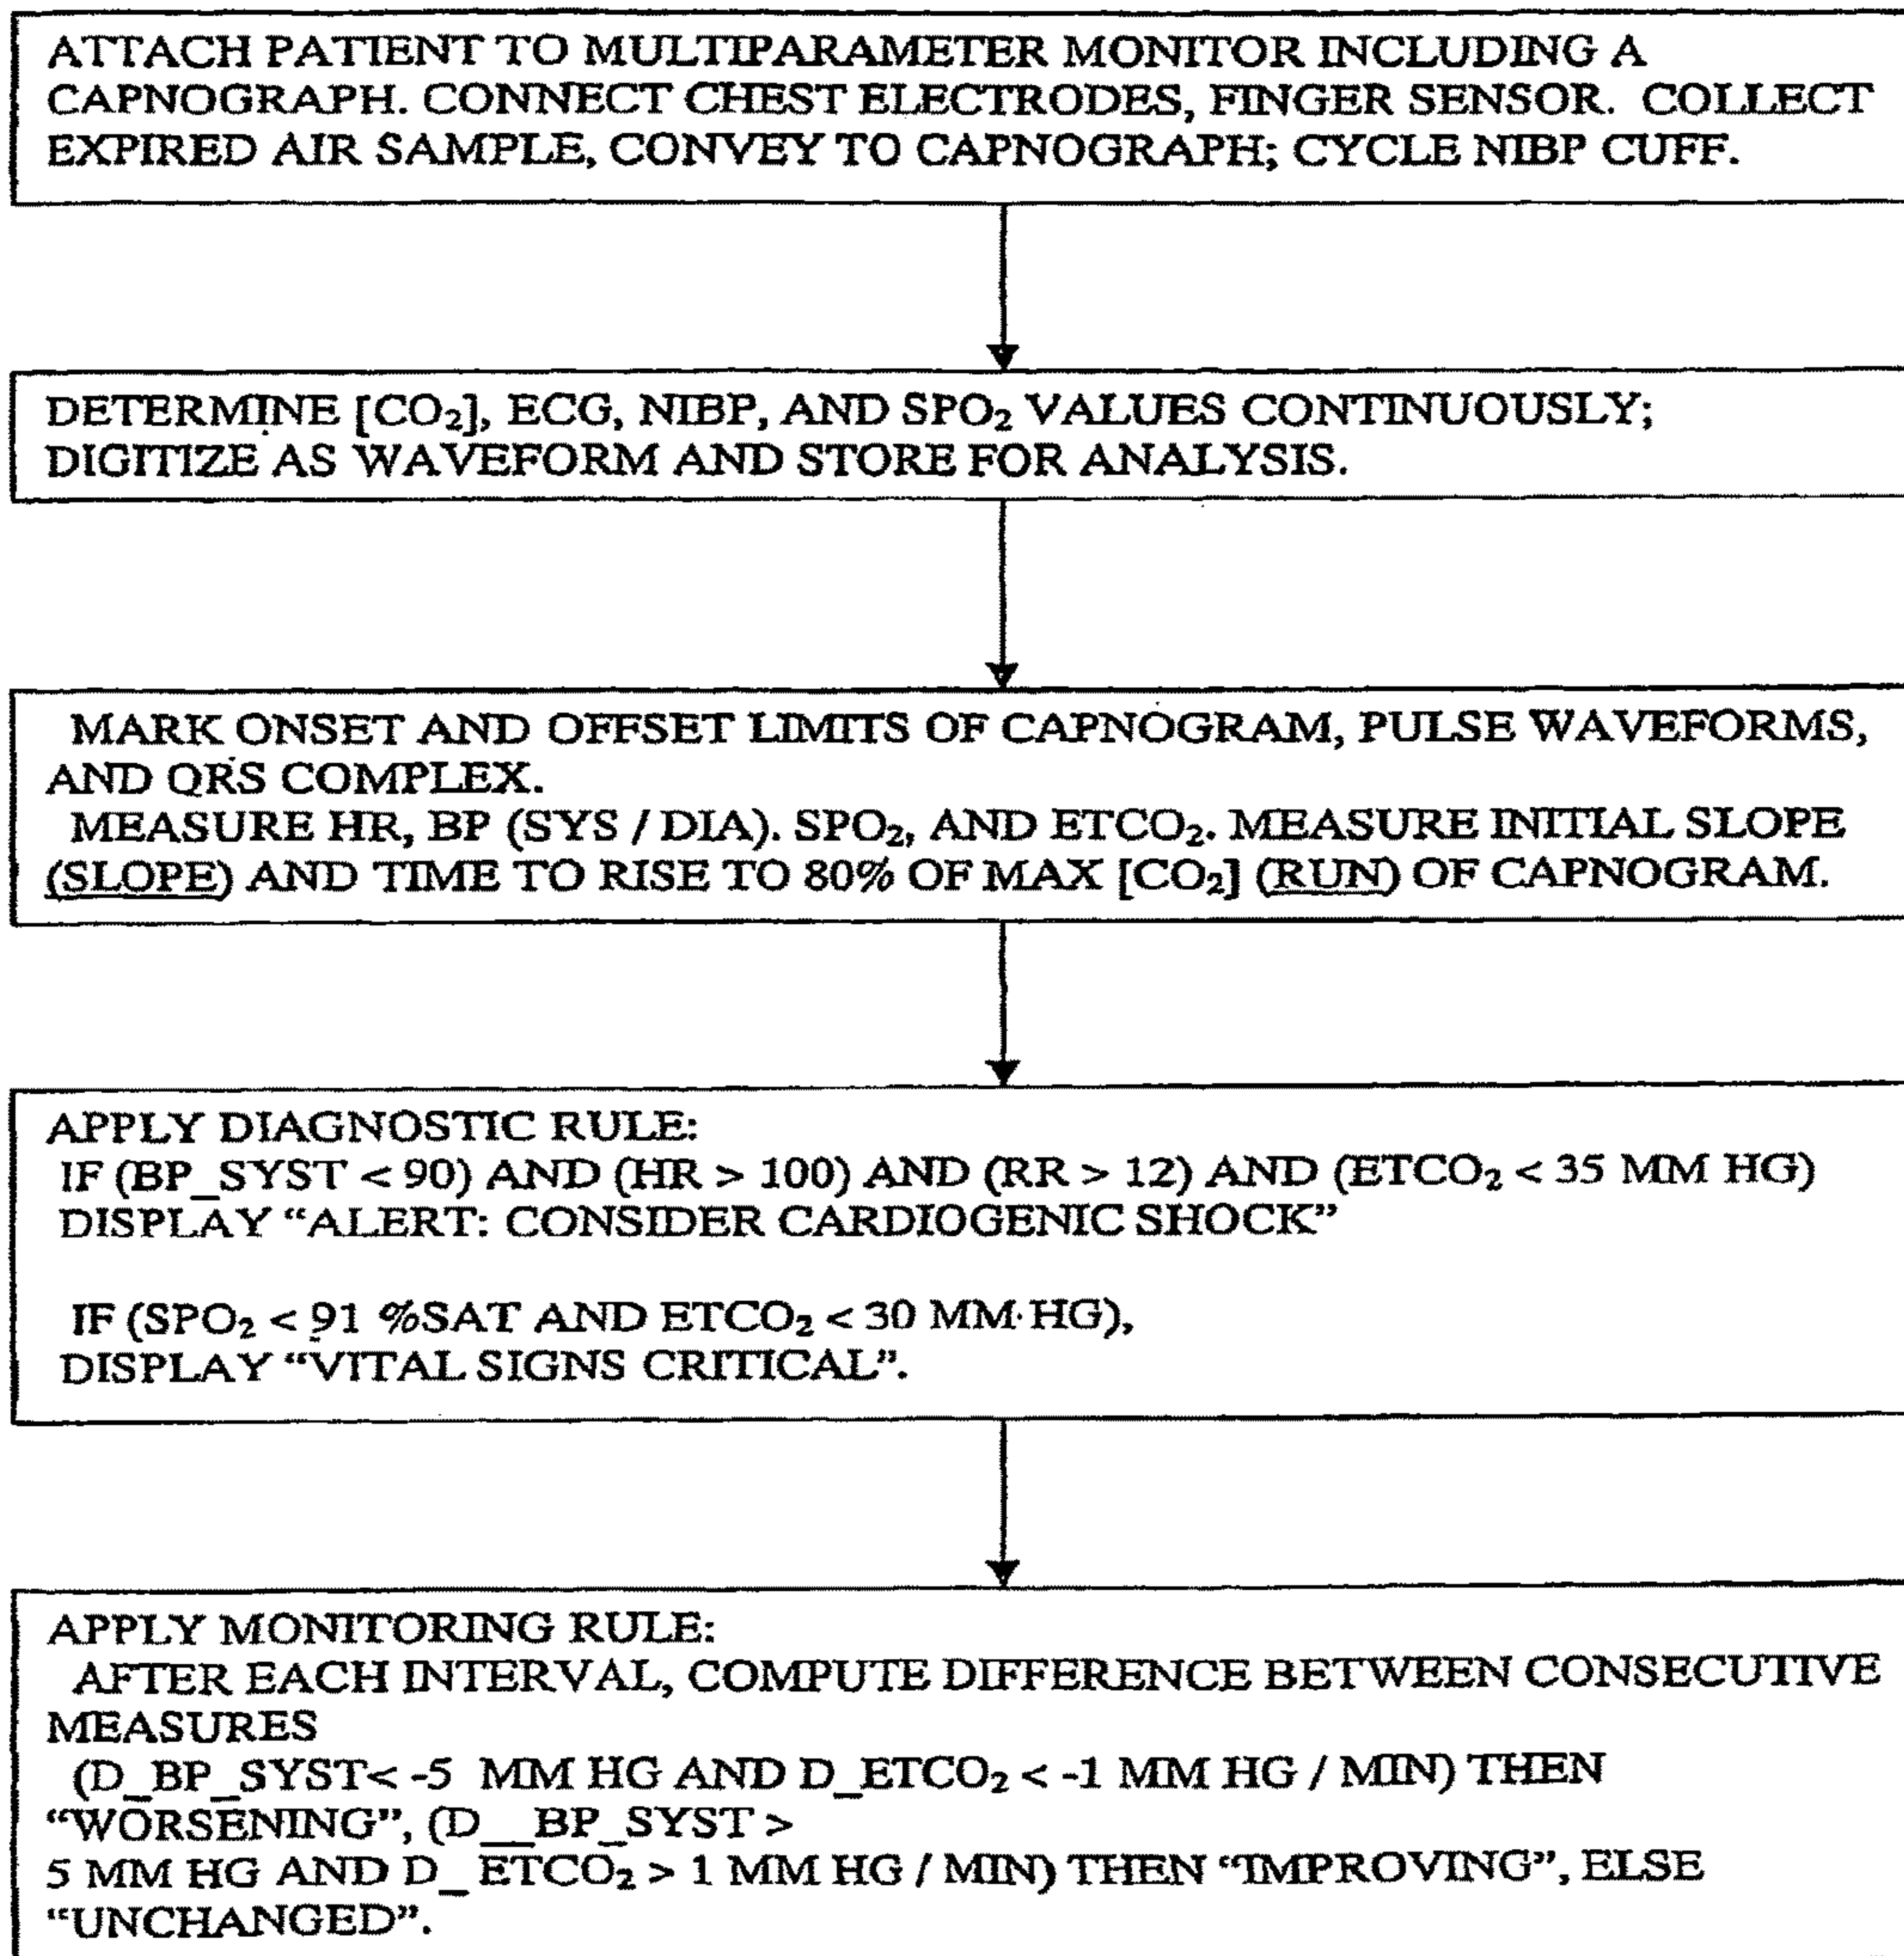 ATTACH PATIENT TO MULTIPARAMETER MONITOR INCLUDING A
CAPNOGRAPH. CONNECT CHEST ELECTRODES, FINGER SENSOR. COLLECT
EXPIRED AIR SAMPLE, CONVEY TO CAPNOGRAPH; CYCLE NIBP CUFF.
DETERMINE [CO₂], ECG, NIBP, AND SPO₂ VALUES CONTINUOUSLY;
DIGITIZE AS WAVEFORM AND STORE FOR ANALYSIS.
MARK ONSET AND OFFSET LIMITS OF CAPNOGRAM, PULSE WAVEFORMS,
AND QRS COMPLEX.
MEASURE HR, BP (SYS / DIA). SPO₂, AND ETCO₂. MEASURE INITIAL SLOPE
(SLOPE) AND TIME TO RISE TO 80% OF MAX [CO₂] (RUN) OF CAPNOGRAM.
APPLY DIAGNOSTIC RULE:
IF (BP_SYST < 90) AND (HR > 100) AND (RR > 12) AND (ETCO₂ < 35 MM HG)
DISPLAY “ALERT: CONSIDER CARDIOGENIC SHOCK”
IF (SPO₂ < 91 %SAT AND ETCO₂ < 30 MM HG),
DISPLAY “VITAL SIGNS CRITICAL”.
APPLY MONITORING RULE:
AFTER EACH INTERVAL, COMPUTE DIFFERENCE BETWEEN CONSECUTIVE
MEASURES
(D_BP_SYST< -5 MM HG AND D_ETCO₂ < -1 MM HG / MIN) THEN
“WORSENING”, (D__BP_SYST >
5 MM HG AND D_ ETCO₂ > 1 MM HG / MIN) THEN “IMPROVING”, ELSE
“UNCHANGED”.